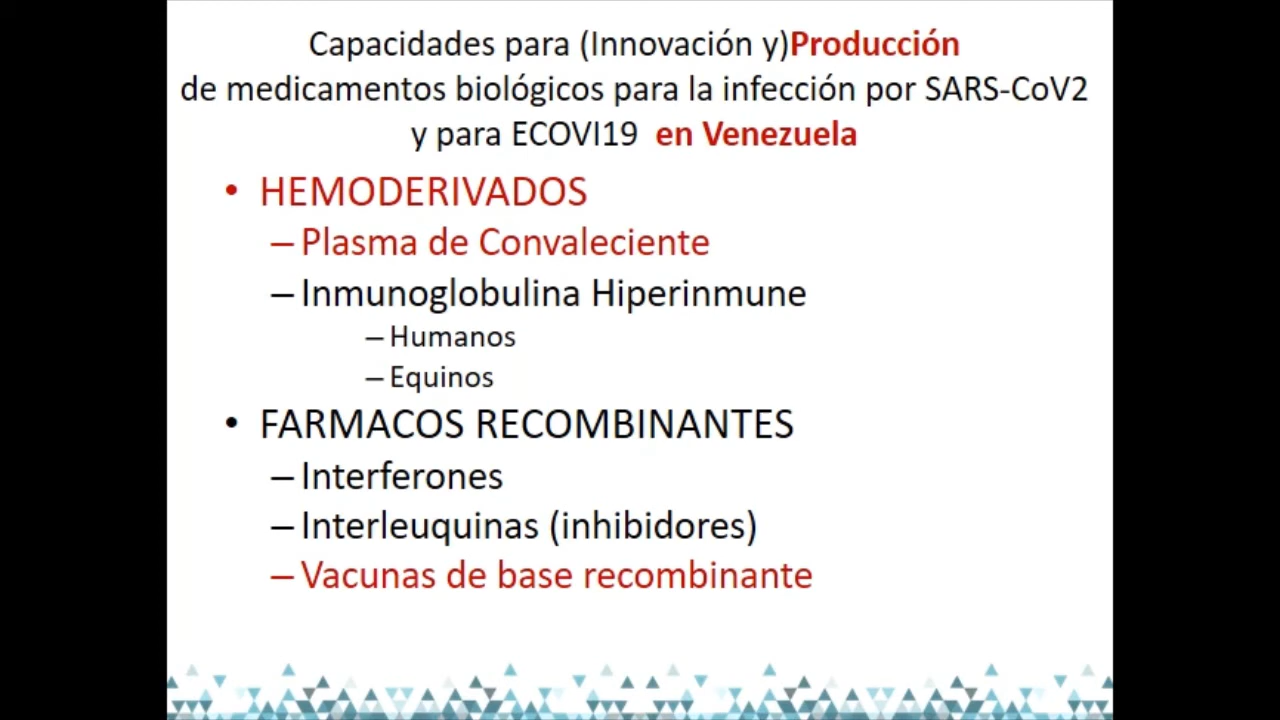 Capacidades para (Innovación y)Producción
de medicamentos biológicos para la infección por SARS-CoV2
y para ECOVI19 en Venezuela
• HEMODERIVADOS
– Plasma de Convaleciente
– Inmunoglobulina Hiperinmune
– Humanos
– Equinos
• FARMACOS RECOMBINANTES
– Interferones
– Interleuquinas (inhibidores)
– Vacunas de base recombinante